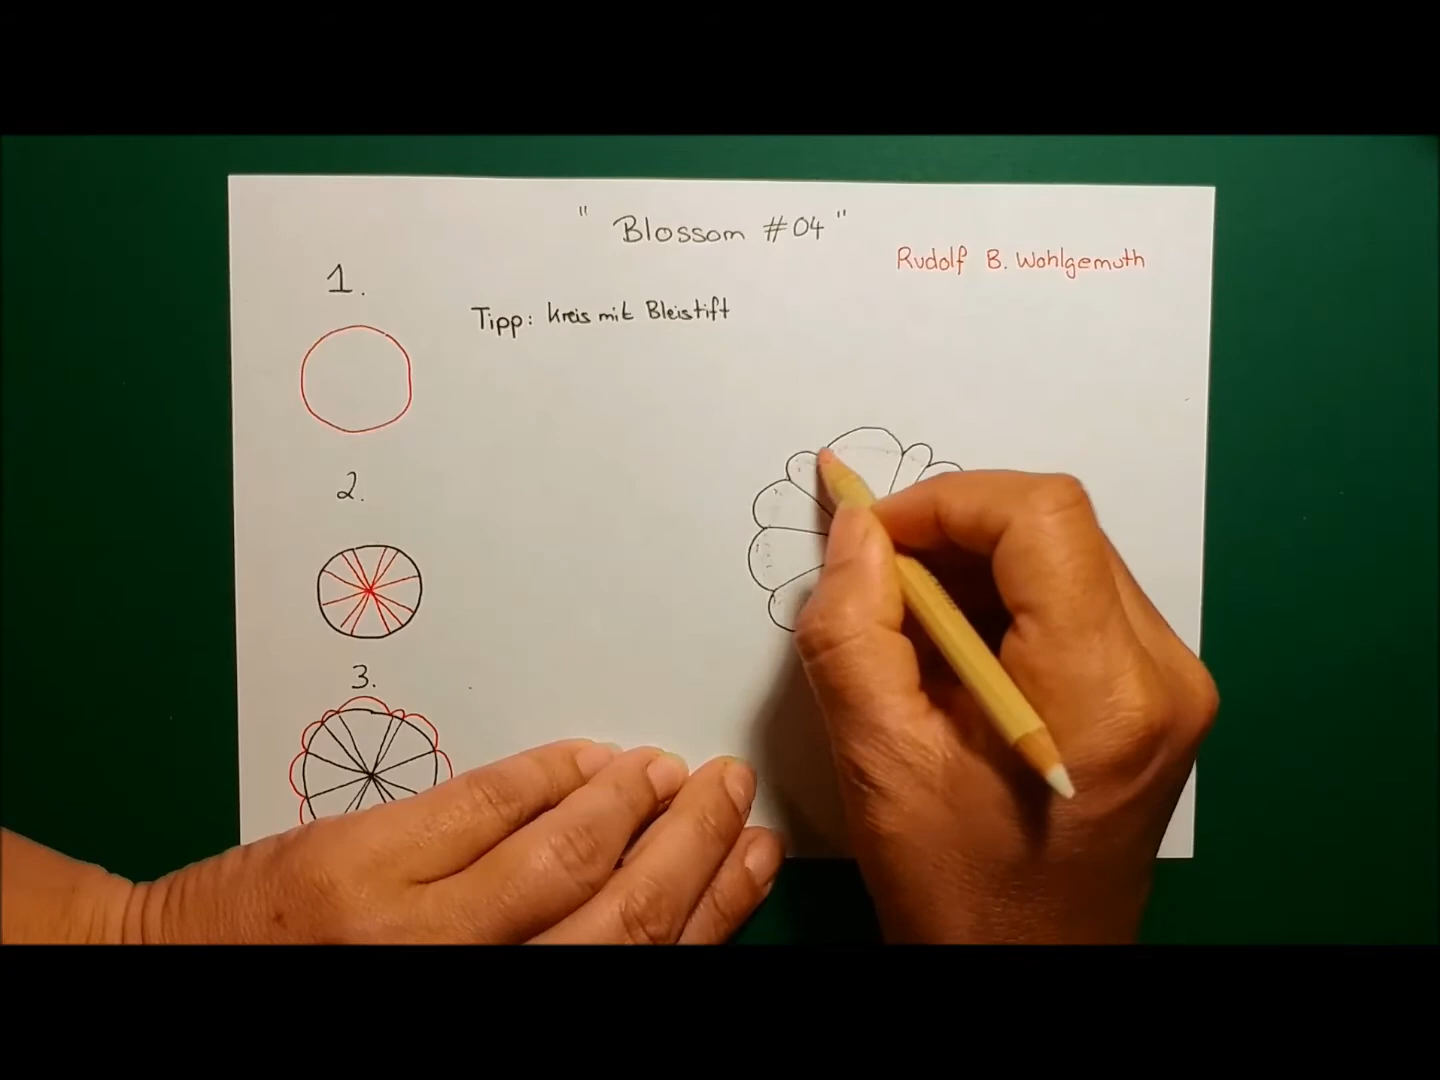 " Blossom #04 "
Rudolf B. Wohlgemuth
1.
Tipp: Kreis mit Bleistift
2.
3.